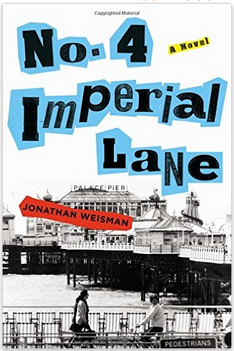 No. 4
A Novel
Imperial
Lane
PALACE PIER
JONATHAN WEISMAN
PEDESTRIANS